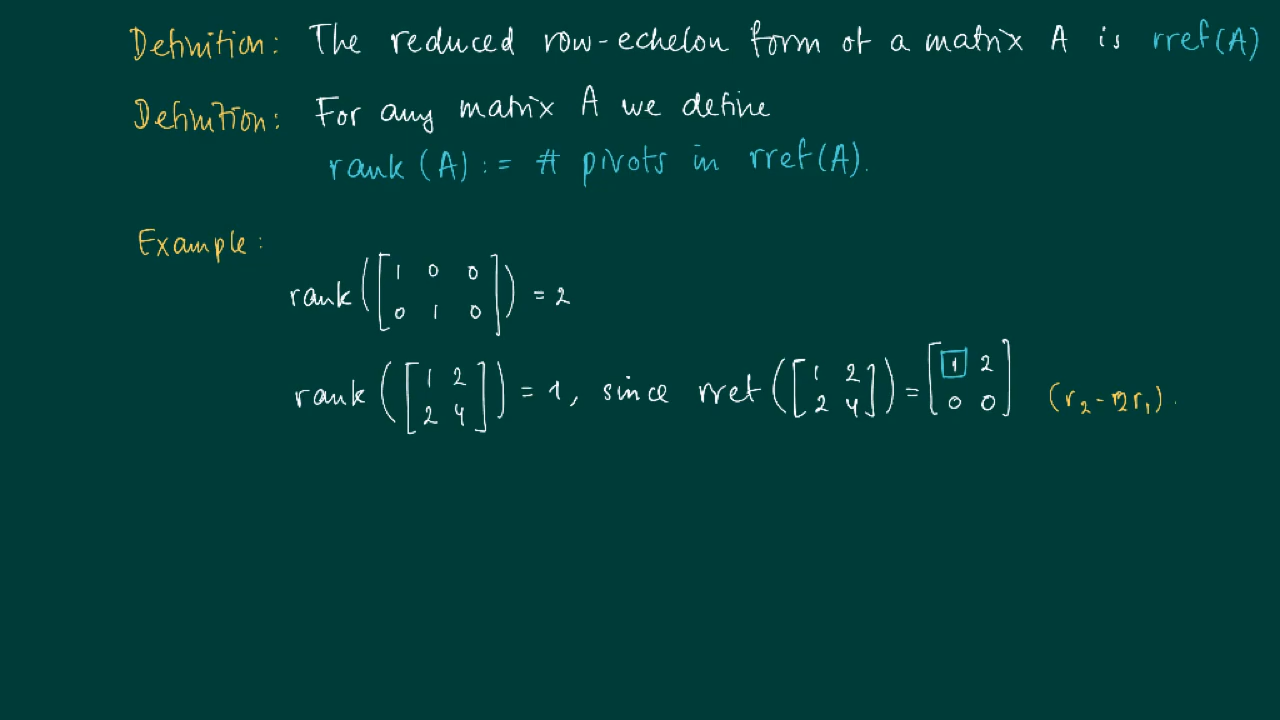 Definition: The reduced row-echelon form of a matrix A is rref(A)
Definition: For any matrix A we define
rank(A) := # pivots in rref(A).
Example:
rank([1 0 0
0 1 0]) = 2
rank([1 2
2 4]) = 1, since rref([1 2
2 4]) = [1 2
0 0] (r₂ - 2r₁).